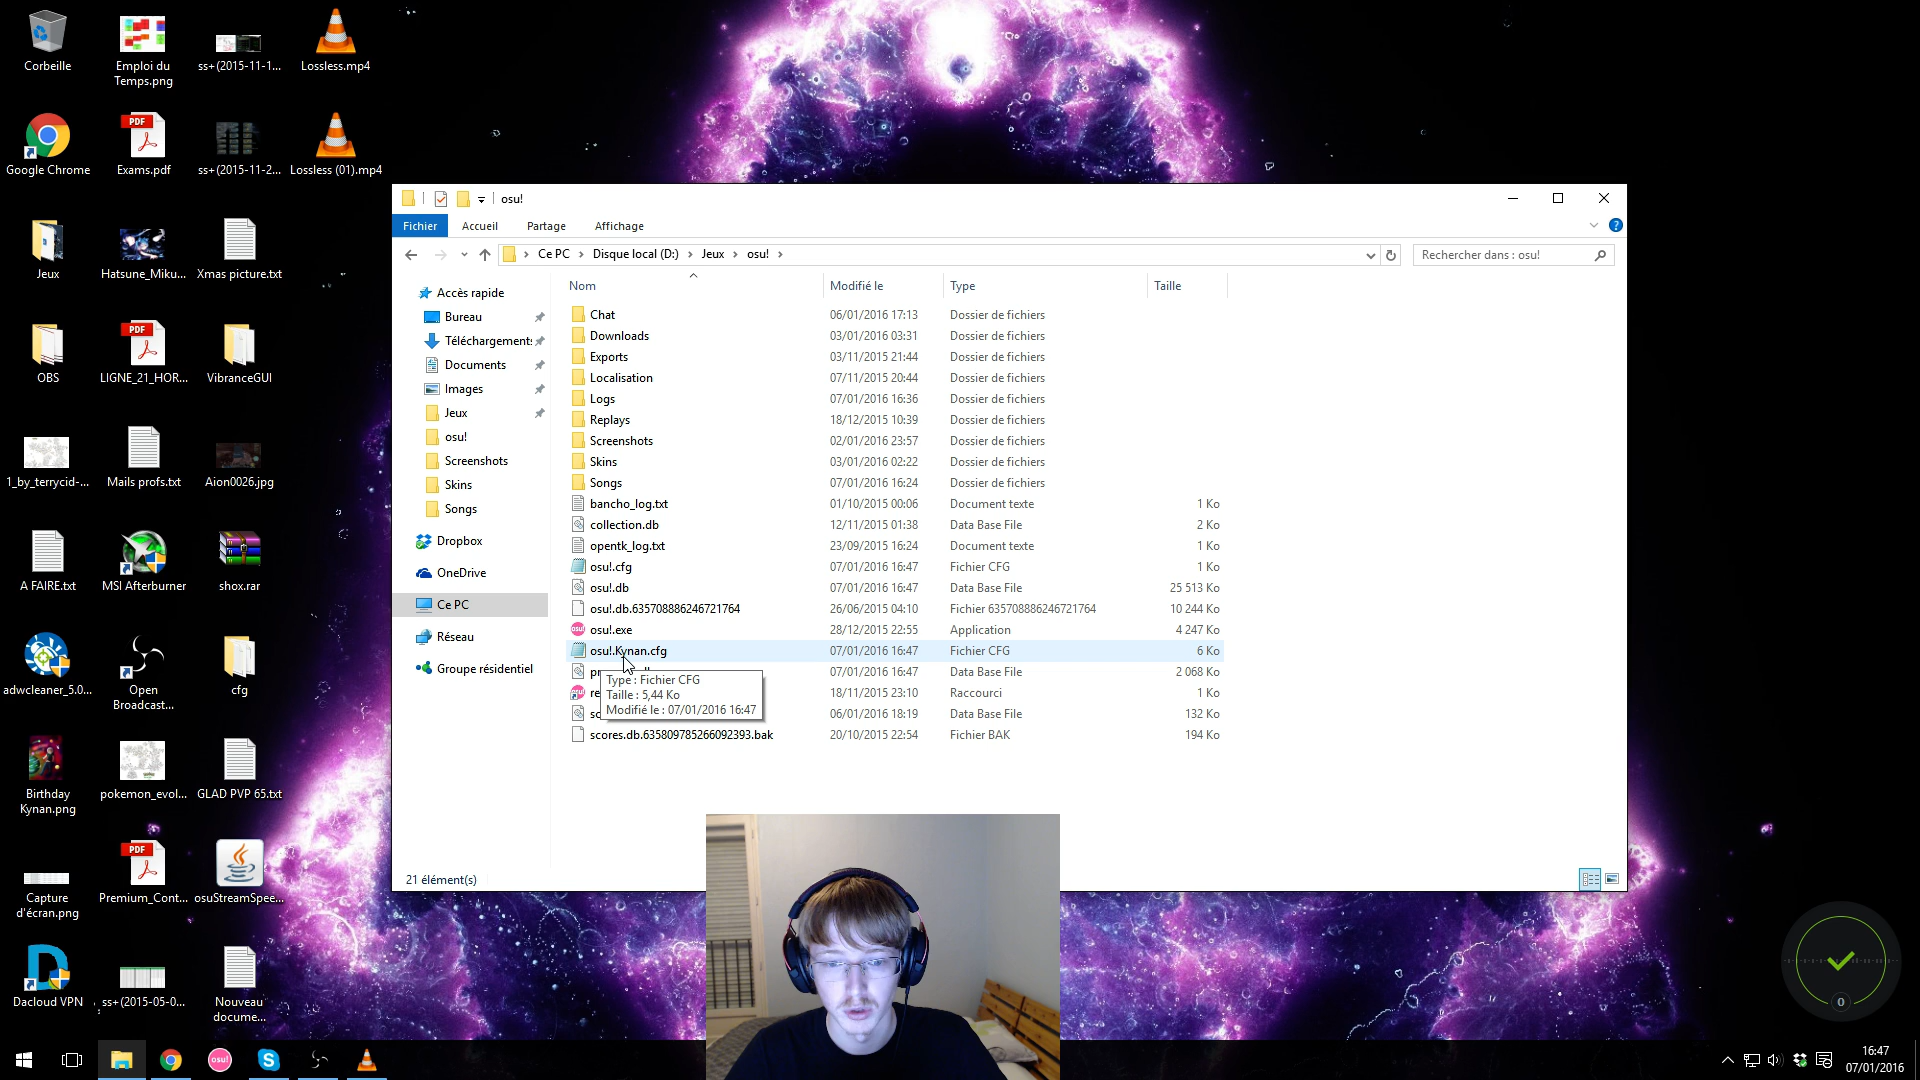 Corbeille
Emploi du
Temps.png
ss+(2015-11-1...
Lossless.mp4
Google Chrome
PDF
Exams.pdf
ss+(2015-11-2...
Lossless (01).mp4
Jeux
Hatsune_Miku...
Xmas picture.txt
OBS
PDF
LIGNE_21_HOR...
VibranceGUI
1_by_terrycid-...
Mails profs.txt
Aion0026.jpg
A FAIRE.txt
MSI Afterburner
shox.rar
adwcleaner_5.0...
Open
Broadcast...
cfg
Birthday
Kynan.png
pokemon_evol...
GLAD PVP 65.txt
Capture
d'écran.png
PDF
Premium_Cont...
osuStreamSpee...
Dacloud VPN
ss+(2015-05-0...
Nouveau
docume...
osu!
Fichier
Accueil
Partage
Affichage
Ce PC
Disque local (D:)
Jeux
osu!
Rechercher dans : osu!
Accès rapide
Bureau
Téléchargements
Documents
Images
Jeux
osu!
Screenshots
Skins
Songs
Dropbox
OneDrive
Ce PC
Réseau
Groupe résidentiel
Nom Modifié le Type Taille
Chat 06/01/2016 17:13 Dossier de fichiers
Downloads 03/01/2016 03:31 Dossier de fichiers
Exports 03/11/2015 21:44 Dossier de fichiers
Localisation 07/11/2015 20:44 Dossier de fichiers
Logs 07/01/2016 16:36 Dossier de fichiers
Replays 18/12/2015 10:39 Dossier de fichiers
Screenshots 02/01/2016 23:57 Dossier de fichiers
Skins 03/01/2016 02:22 Dossier de fichiers
Songs 07/01/2016 16:24 Dossier de fichiers
bancho_log.txt 01/10/2015 00:06 Document texte 1 Ko
collection.db 12/11/2015 01:38 Data Base File 2 Ko
opentk_log.txt 23/09/2015 16:24 Document texte 1 Ko
osu!.cfg 07/01/2016 16:47 Fichier CFG 1 Ko
osu!.db 07/01/2016 16:47 Data Base File 25 513 Ko
osu!.db.635708886246721764 26/06/2015 04:10 Fichier 635708886246721764 10 244 Ko
osu!.exe 28/12/2015 22:55 Application 4 247 Ko
osu!.Kynan.cfg 07/01/2016 16:47 Fichier CFG 6 Ko
07/01/2016 16:47 Data Base File 2 068 Ko
18/11/2015 23:10 Raccourci 1 Ko
06/01/2016 18:19 Data Base File 132 Ko
scores.db.635809785266092393.bak 20/10/2015 22:54 Fichier BAK 194 Ko
Type : Fichier CFG
Taille : 5,44 Ko
Modifié le : 07/01/2016 16:47
21 élément(s)
0
osu!
16:47
07/01/2016